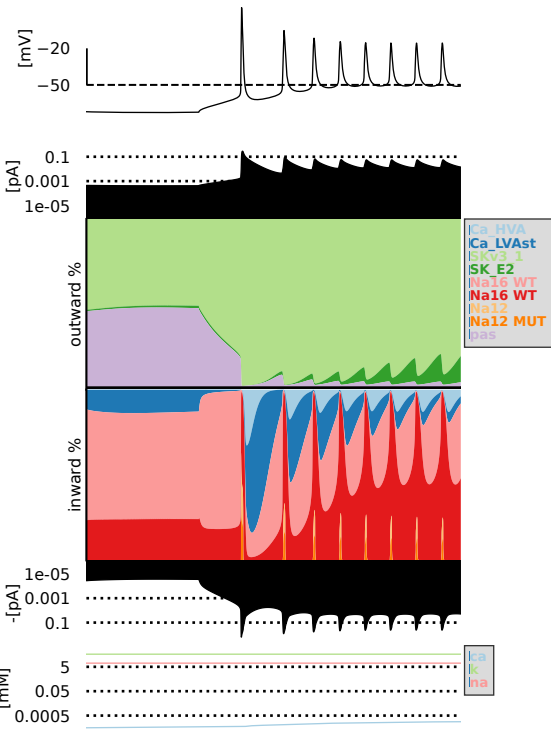 [mV]
−20
−50
[pA]
0.1
0.001
1e-05
outward %
Ca_HVA
Ca_LVAst
SKv3_1
SK_E2
Na16 WT
Na16 WT
Na12
Na12 MUT
pas
inward %
-[pA]
1e-05
0.001
0.1
[mM]
5
0.05
0.0005
ca
k
na